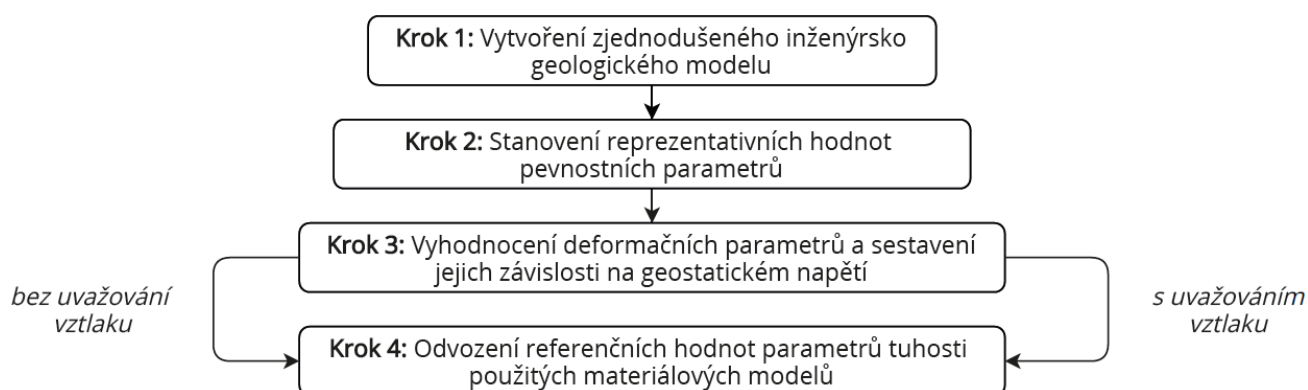 Krok 1: Vytvoření zjednodušeného inženýrsko
geologického modelu
Krok 2: Stanovení reprezentativních hodnot
pevnostních parametrů
Krok 3: Vyhodnocení deformačních parametrů a sestavení
jejich závislosti na geostatickém napětí
bez uvažování
vztlaku
s uvažováním
vztlaku
Krok 4: Odvození referenčních hodnot parametrů tuhosti
použitých materiálových modelů